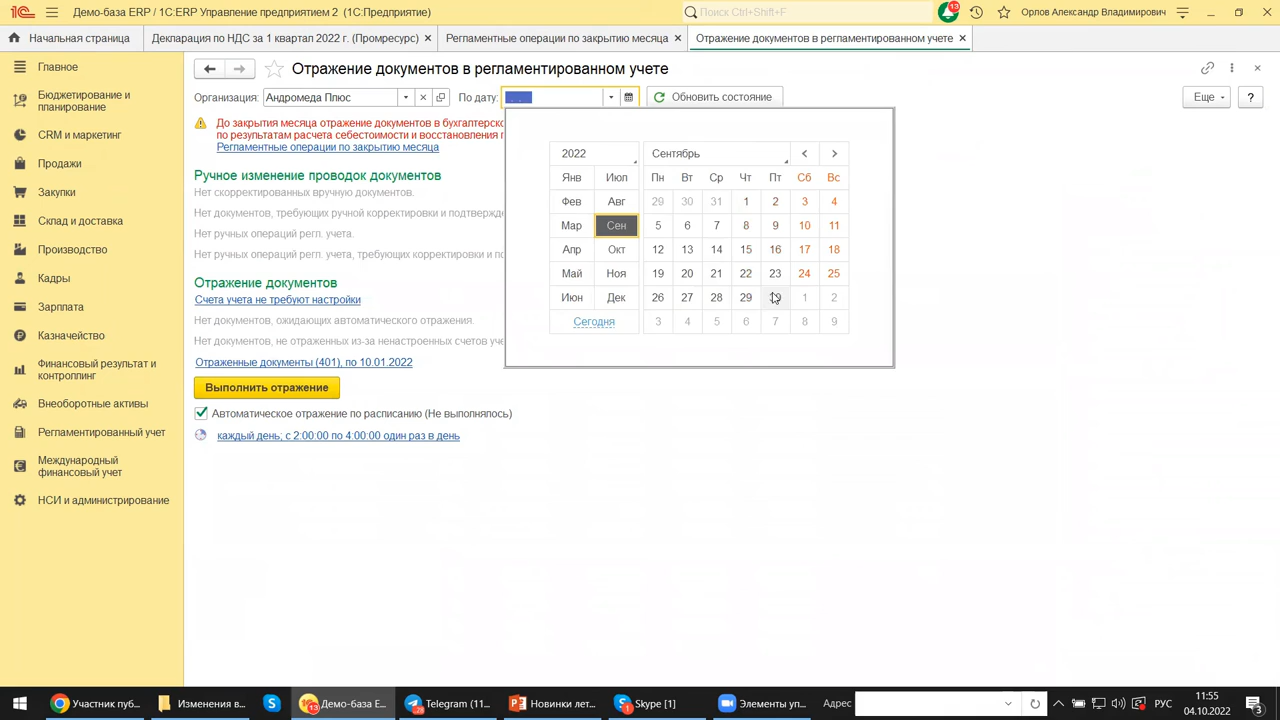 Демо-база ERP / 1С:ERP Управление предприятием 2 (1С:Предприятие)
Поиск Ctrl+Shift+F
13
Орлов Александр Владимирович
Начальная страница
Декларация по НДС за 1 квартал 2022 г. (Промресурс) ×
Регламентные операции по закрытию месяца ×
Отражение документов в регламентированном учете ×
Главное
Бюджетирование и
планирование
CRM и маркетинг
Продажи
Закупки
Склад и доставка
Производство
Кадры
Зарплата
Казначейство
Финансовый результат и
контроллинг
Внеоборотные активы
Регламентированный учет
Международный
финансовый учет
НСИ и администрирование
Отражение документов в регламентированном учете
Организация: Андромеда Плюс
По дату: . .
Обновить состояние
Еще
?
До закрытия месяца отражение документов в бухгалтерско
по результатам расчета себестоимости и восстановления п
Регламентные операции по закрытию месяца
Ручное изменение проводок документов
Нет скорректированных вручную документов.
Нет документов, требующих ручной корректировки и подтвержд
Нет ручных операций регл. учета.
Нет ручных операций регл. учета, требующих корректировки и по
Отражение документов
Счета учета не требуют настройки
Нет документов, ожидающих автоматического отражения.
Нет документов, не отраженных из-за ненастроенных счетов уче
Отраженные документы (401), по 10.01.2022
Выполнить отражение
Автоматическое отражение по расписанию (Не выполнялось)
каждый день; с 2:00:00 по 4:00:00 один раз в день
2022 Сентябрь < >
Янв Июл Пн Вт Ср Чт Пт Сб Вс
Фев Авг 29 30 31 1 2 3 4
Мар Сен 5 6 7 8 9 10 11
Апр Окт 12 13 14 15 16 17 18
Май Ноя 19 20 21 22 23 24 25
Июн Дек 26 27 28 29 30 1 2
Сегодня 3 4 5 6 7 8 9
Участник пуб...
Изменения в...
13
Демо-база E...
28
Telegram (11...
Новинки лет...
1
Skype [1]
Элементы уп...
Адрес
РУС
11:55
04.10.2022
3